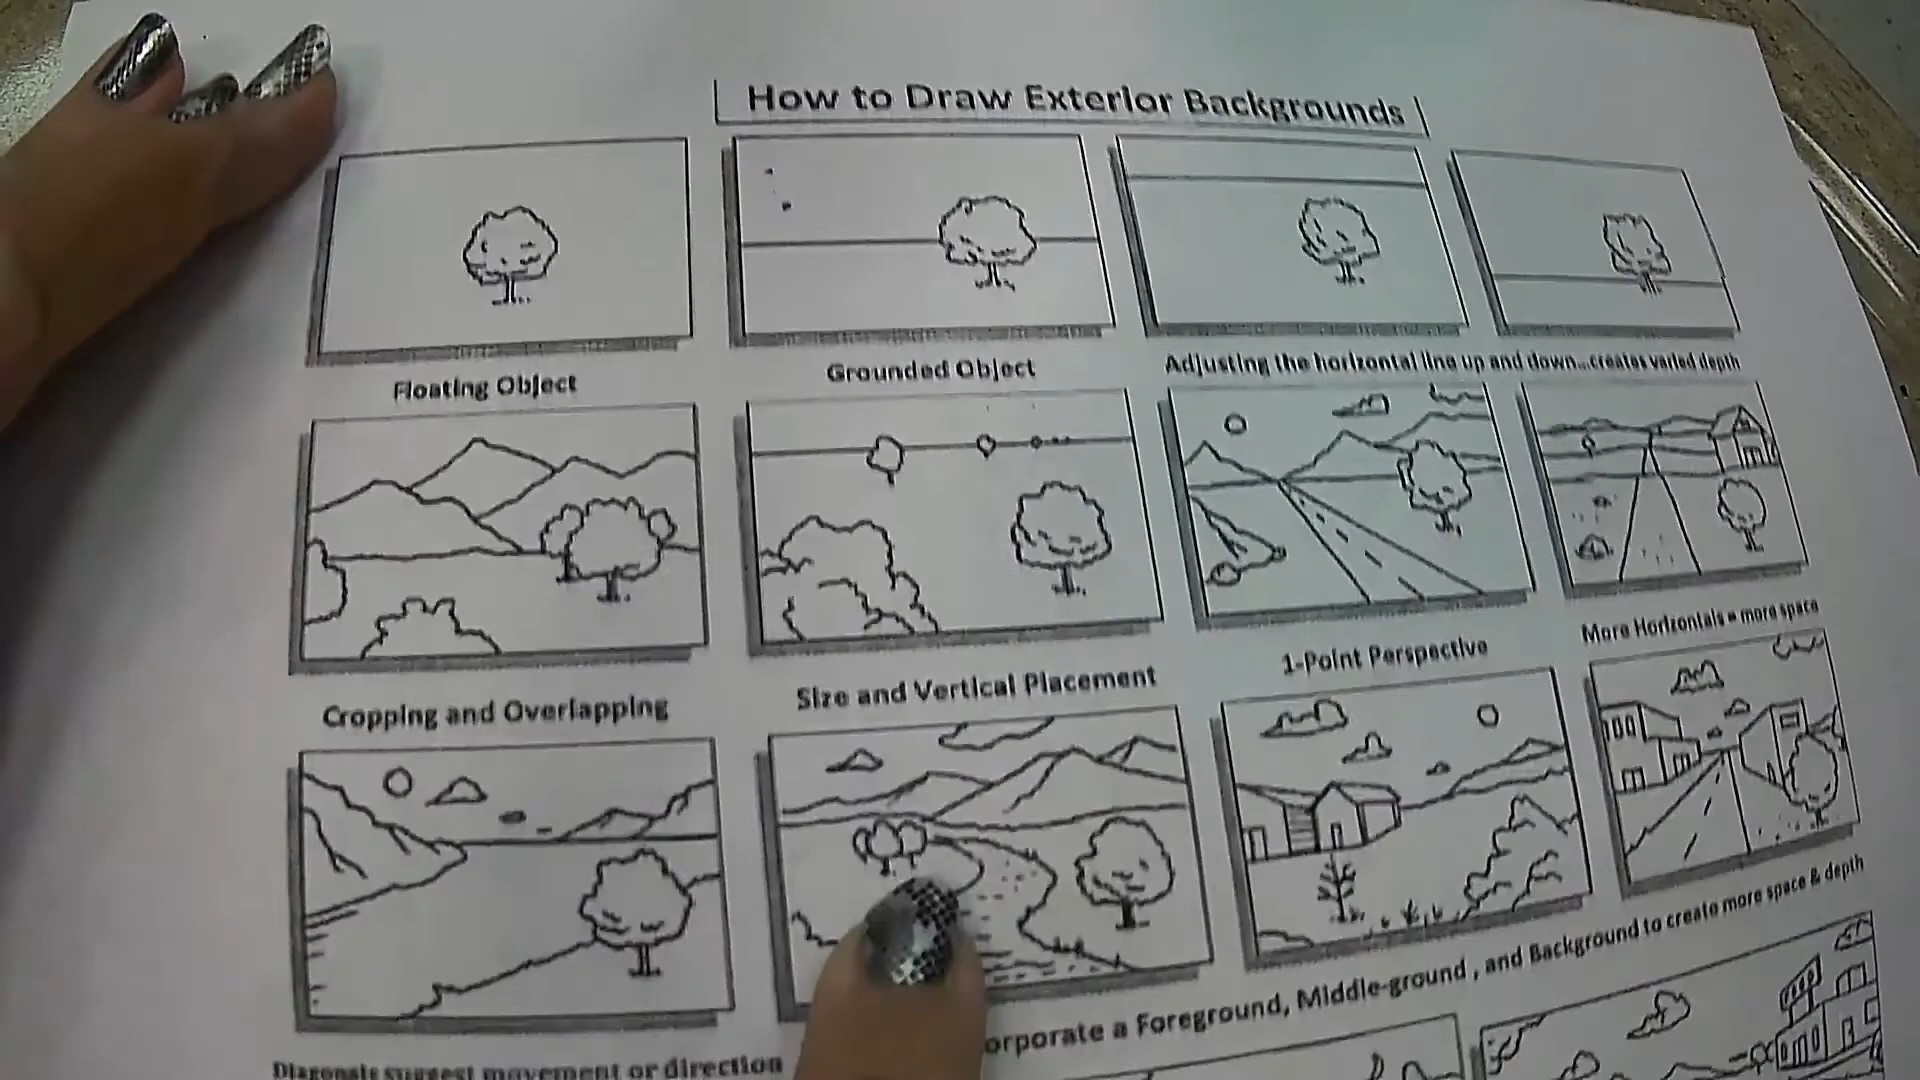 How to Draw Exterior Backgrounds
Floating Object
Grounded Object
Adjusting the horizontal line up and down...creates varied depth
Cropping and Overlapping
Size and Vertical Placement
1-Point Perspective
More Horizontals = more space
Diagonals suggest movement or direction
orporate a Foreground, Middle-ground , and Background to create more space & depth